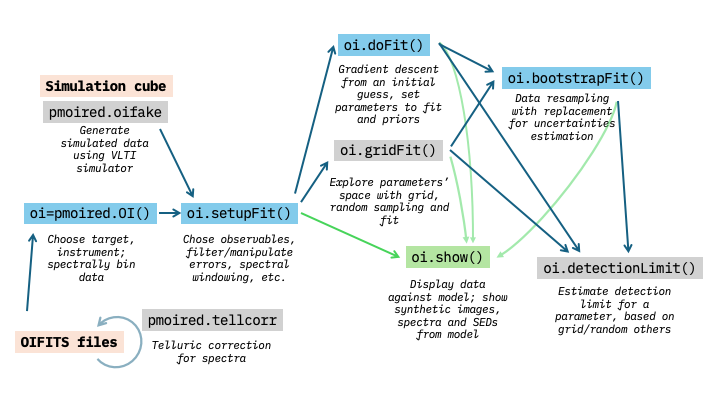 Simulation cube
pmoired.oifake
Generate
simulated data
using VLTI
simulator
oi=pmoired.OI()
Choose target,
instrument;
spectrally bin
data
OIFITS files
pmoired.tellcorr
Telluric correction
for spectra
oi.setupFit()
Chose observables,
filter/manipulate
errors, spectral
windowing, etc.
oi.doFit()
Gradient descent
from an initial
guess, set
parameters to fit
and priors
oi.gridFit()
Explore parameters’
space with grid,
random sampling and
fit
oi.show()
Display data
against model; show
synthetic images,
spectra and SEDs
from model
oi.bootstrapFit()
Data resampling
with replacement
for uncertainties
estimation
oi.detectionLimit()
Estimate detection
limit for a
parameter, based on
grid/random others